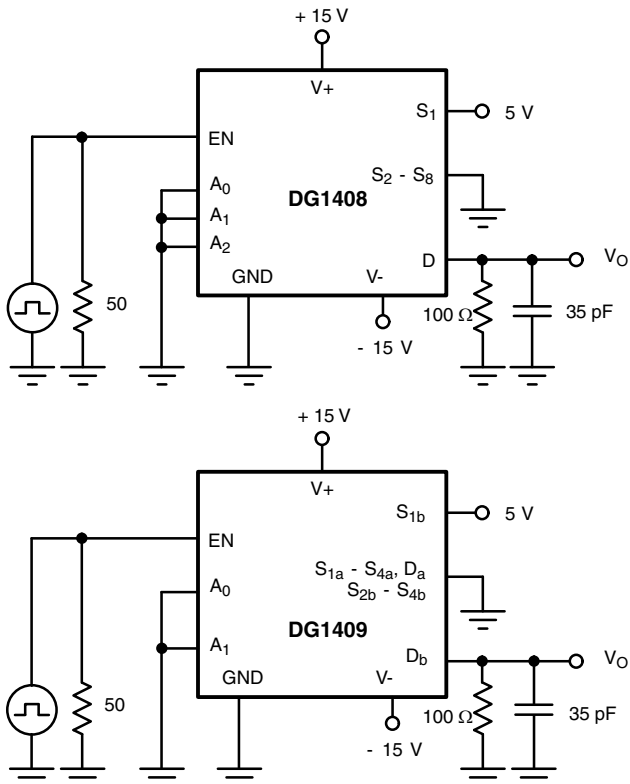 + 15 V
V+
EN
S1
5 V
A0
S2 - S8
A1
DG1408
A2
D
VO
GND
V-
50
100 Ω
35 pF
- 15 V
+ 15 V
V+
EN
S1b
5 V
A0
S1a - S4a, Da
S2b - S4b
DG1409
A1
Db
VO
GND
V-
50
100 Ω
35 pF
- 15 V